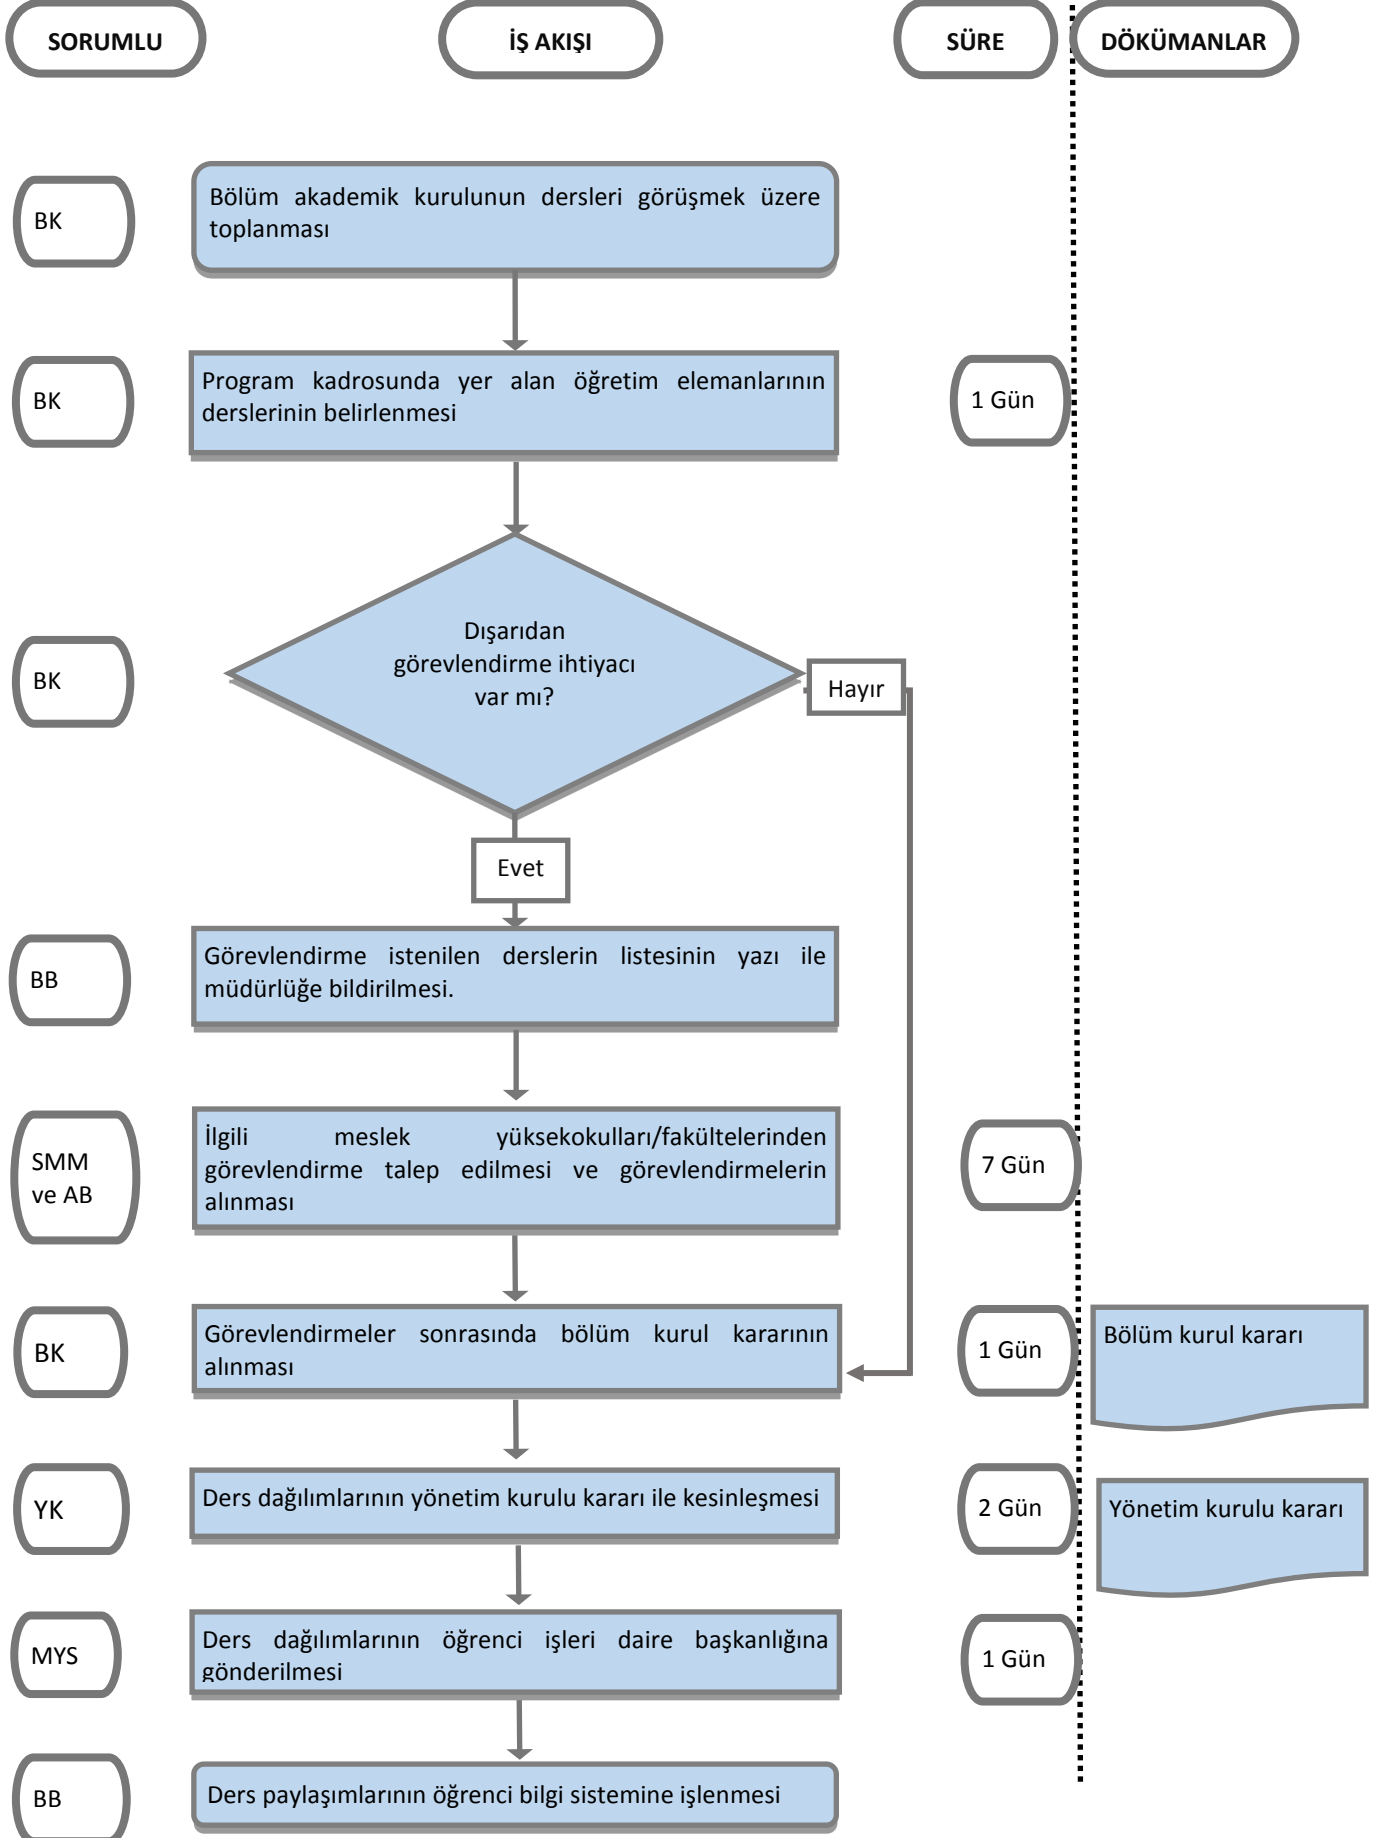 SORUMLU
İŞ AKIŞI
SÜRE
DÖKÜMANLAR
BK
Bölüm akademik kurulunun dersleri görüşmek üzere
toplanması
BK
Program kadrosunda yer alan öğretim elemanlarının
derslerinin belirlenmesi
1 Gün
BK
Dışarıdan
görevlendirme ihtiyacı
var mı?
Hayır
Evet
BB
Görevlendirme istenilen derslerin listesinin yazı ile
müdürlüğe bildirilmesi.
SMM
ve AB
İlgili meslek yüksekokulları/fakültelerinden
görevlendirme talep edilmesi ve görevlendirmelerin
alınması
7 Gün
BK
Görevlendirmeler sonrasında bölüm kurul kararının
alınması
1 Gün
Bölüm kurul kararı
YK
Ders dağılımlarının yönetim kurulu kararı ile kesinleşmesi
2 Gün
Yönetim kurulu kararı
MYS
Ders dağılımlarının öğrenci işleri daire başkanlığına
gönderilmesi
1 Gün
BB
Ders paylaşımlarının öğrenci bilgi sistemine işlenmesi